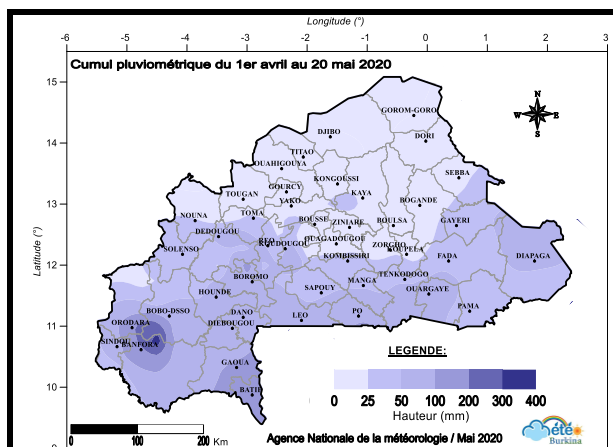 Longitude (°)
-6 -5 -4 -3 -2 -1 0 1 2 3
Cumul pluviométrique du 1er avril au 20 mai 2020
15
N
W E
S
GOROM-GORO
14
DJIBO
DORI
TITAO
OUAHIGOUYA
SEBBA
KONGOUSSI
GOURCY
KAYA
13
TOUGAN
YAKO
BOGANDE
NOUNA
TOMA
BOUSSE
ZINIARE
BOULSA
GAYERI
DEDOUGOU
REO
KOUDOUGOU
OUAGADOUGOU
ZORGHO
KOUPELA
SOLENSO
KOMBISSIRI
FADA
DIAPAGA
12
Latitude (°)
BOROMO
TENKODOGO
MANGA
HOUNDE
SAPOUY
OUARGAYE
BOBO-DSSO
DANO
LEO
PO
PAMA
11
ORODARA
DIEBOUGOU
SINDOU
BANFORA
LEGENDE:
GAOUA
10
BATIE
0 25 50 100 200 300 400
Hauteur (mm)
0 100 200 Km
Agence Nationale de la météorologie / Mai 2020
météo
Burkina